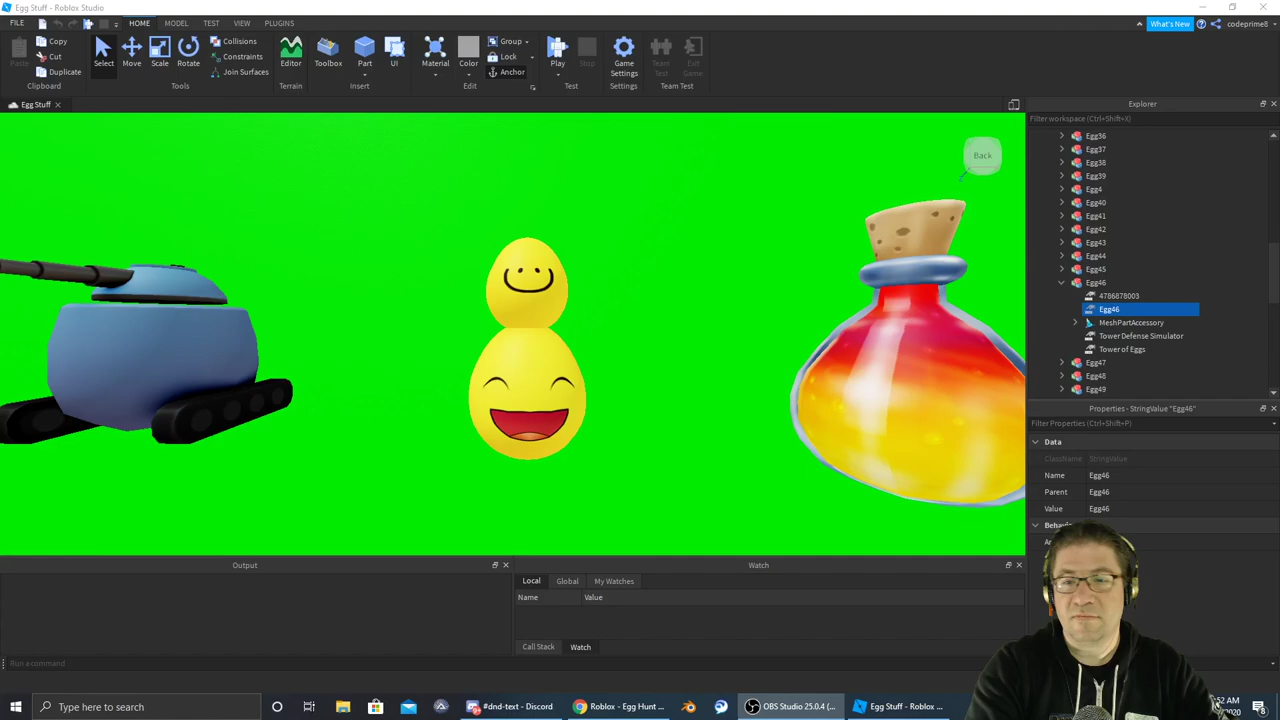 Egg Stuff - Roblox Studio
FILE HOME MODEL TEST VIEW PLUGINS What's New codeprime8
Paste Copy Cut Duplicate Select Move Scale Rotate Collisions Constraints Join Surfaces Editor Toolbox Part UI Material Color Group Lock Anchor Play Stop Game Settings Team Test Exit Game
Clipboard Tools Terrain Insert Edit Test Settings Team Test
Egg Stuff
Back
Explorer
Filter workspace (Ctrl+Shift+X)
Egg36
Egg37
Egg38
Egg39
Egg4
Egg40
Egg41
Egg42
Egg43
Egg44
Egg45
Egg46
4786878003
Egg46
MeshPartAccessory
Tower Defense Simulator
Tower of Eggs
Egg47
Egg48
Egg49
Properties - StringValue "Egg46"
Filter Properties (Ctrl+Shift+P)
Data
ClassName StringValue
Name Egg46
Parent Egg46
Value Egg46
Output
Watch
Local Global My Watches
Name Value
Call Stack Watch
Run a command
Type here to search
#dnd-text - Discord
Roblox - Egg Hunt ...
OBS Studio 25.0.4 (...
Egg Stuff - Roblox ...